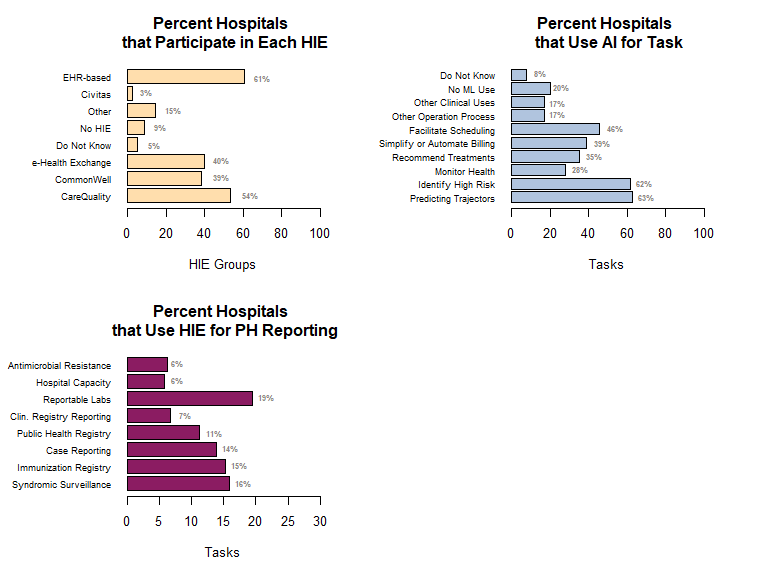 Percent Hospitals
that Participate in Each HIE
EHR-based
61%
Civitas
3%
Other
15%
No HIE
9%
Do Not Know
5%
e-Health Exchange
40%
CommonWell
39%
CareQuality
54%
0 20 40 60 80 100
HIE Groups
Percent Hospitals
that Use AI for Task
Do Not Know
8%
No ML Use
20%
Other Clinical Uses
17%
Other Operation Process
17%
Facilitate Scheduling
46%
Simplify or Automate Billing
39%
Recommend Treatments
35%
Monitor Health
28%
Identify High Risk
62%
Predicting Trajectors
63%
0 20 40 60 80 100
Tasks
Percent Hospitals
that Use HIE for PH Reporting
Antimicrobial Resistance
6%
Hospital Capacity
6%
Reportable Labs
19%
Clin. Registry Reporting
7%
Public Health Registry
11%
Case Reporting
14%
Immunization Registry
15%
Syndromic Surveillance
16%
0 5 10 15 20 25 30
Tasks